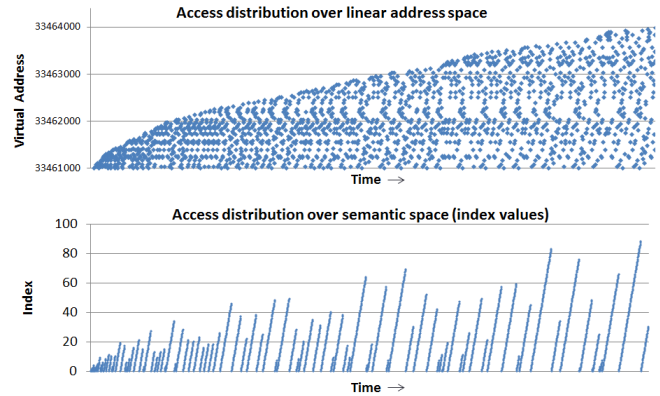 Access distribution over linear address space
33464000
33463000
33462000
33461000
Virtual Address
Time →
Access distribution over semantic space (index values)
100
80
60
40
20
0
Index
Time →